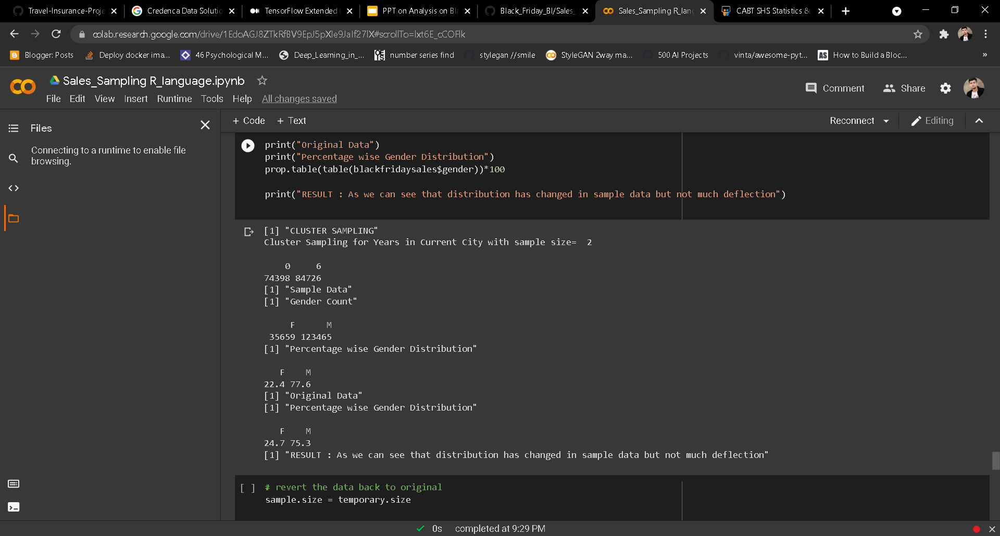 Travel-Insurance-Proje
Credenca Data Solutio
TensorFlow Extended
PPT on Analysis on Bla
Black_Friday_BI/Sales_
Sales_Sampling R_lang
CABT SHS Statistics &
colab.research.google.com/drive/1EdoAGJ8ZTkRfBV9EpJ5pXIe9JaIf27IX#scrollTo=Ixt6E_cCOFlk
Blogger: Posts
Deploy docker ima...
46 Psychological M...
Deep_Learning_in_...
number series find
stylegan //smile
StyleGAN 2way ma...
500 AI Projects
vinta/awesome-pyt...
AS
How to Build a Bloc...
»
Sales_Sampling R_language.ipynb
Comment
Share
File Edit View Insert Runtime Tools Help All changes saved
Files
+ Code + Text
Reconnect
Editing
Connecting to a runtime to enable file
browsing.
print("Original Data")
print("Percentage wise Gender Distribution")
prop.table(table(blackfridaysales$gender))*100
print("RESULT : As we can see that distribution has changed in sample data but not much deflection")
[1] "CLUSTER SAMPLING"
Cluster Sampling for Years in Current City with sample size=  2
0 6
74398 84726
[1] "Sample Data"
[1] "Gender Count"
F M
35659 123465
[1] "Percentage wise Gender Distribution"
F M
22.4 77.6
[1] "Original Data"
[1] "Percentage wise Gender Distribution"
F M
24.7 75.3
[1] "RESULT : As we can see that distribution has changed in sample data but not much deflection"
[ ] # revert the data back to original
sample.size = temporary.size
0s completed at 9:29 PM